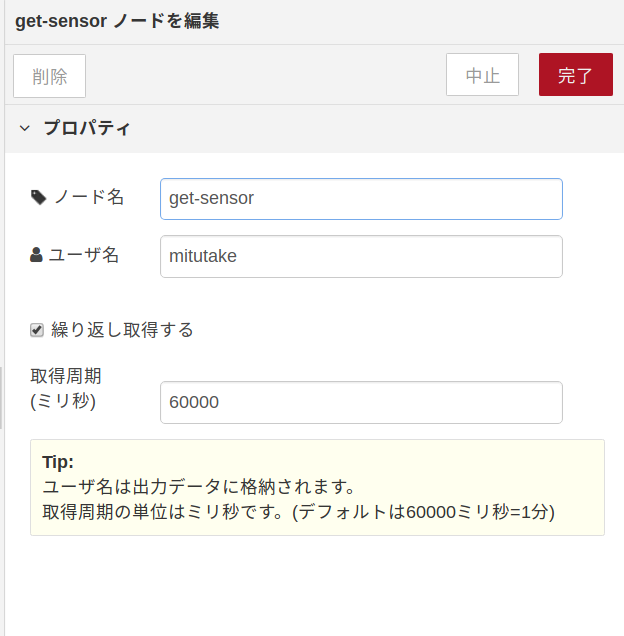 get-sensor ノードを編集
削除
中止
完了
プロパティ
ノード名
get-sensor
ユーザ名
mitutake
繰り返し取得する
取得周期
(ミリ秒)
60000
Tip:
ユーザ名は出力データに格納されます。
取得周期の単位はミリ秒です。(デフォルトは60000ミリ秒=1分)